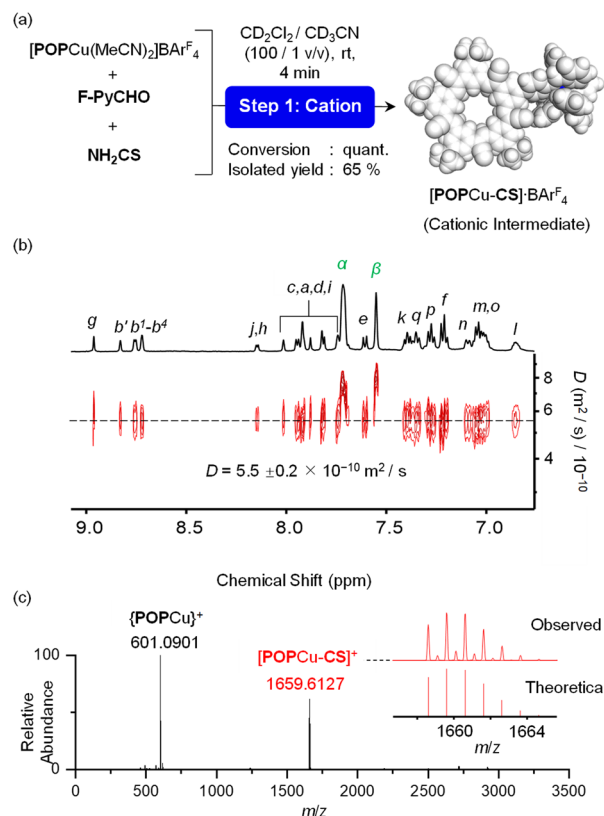 (a)
[POPCu(MeCN)₂]BArᶠ₄
+
F-PyCHO
+
NH₂CS
CD₂Cl₂ / CD₃CN
(100 / 1 v/v), rt,
4 min
Step 1: Cation
Conversion : quant.
Isolated yield : 65 %
[POPCu-CS]·BArᶠ₄
(Cationic Intermediate)
(b)
g
b'
b¹-b⁴
j,h
c,a,d,i
α
e
β
k
q
p
f
n
m,o
l
8
6
4
D (m² / s) / 10⁻¹⁰
D = 5.5 ±0.2 × 10⁻¹⁰ m² / s
9.0
8.5
8.0
7.5
7.0
Chemical Shift (ppm)
(c)
{POPCu}⁺
601.0901
[POPCu-CS]⁺
1659.6127
Observed
Theoretica
1660
1664
m/z
100
50
0
Relative
Abundance
0
500
1000
1500
2000
2500
3000
3500
m/z